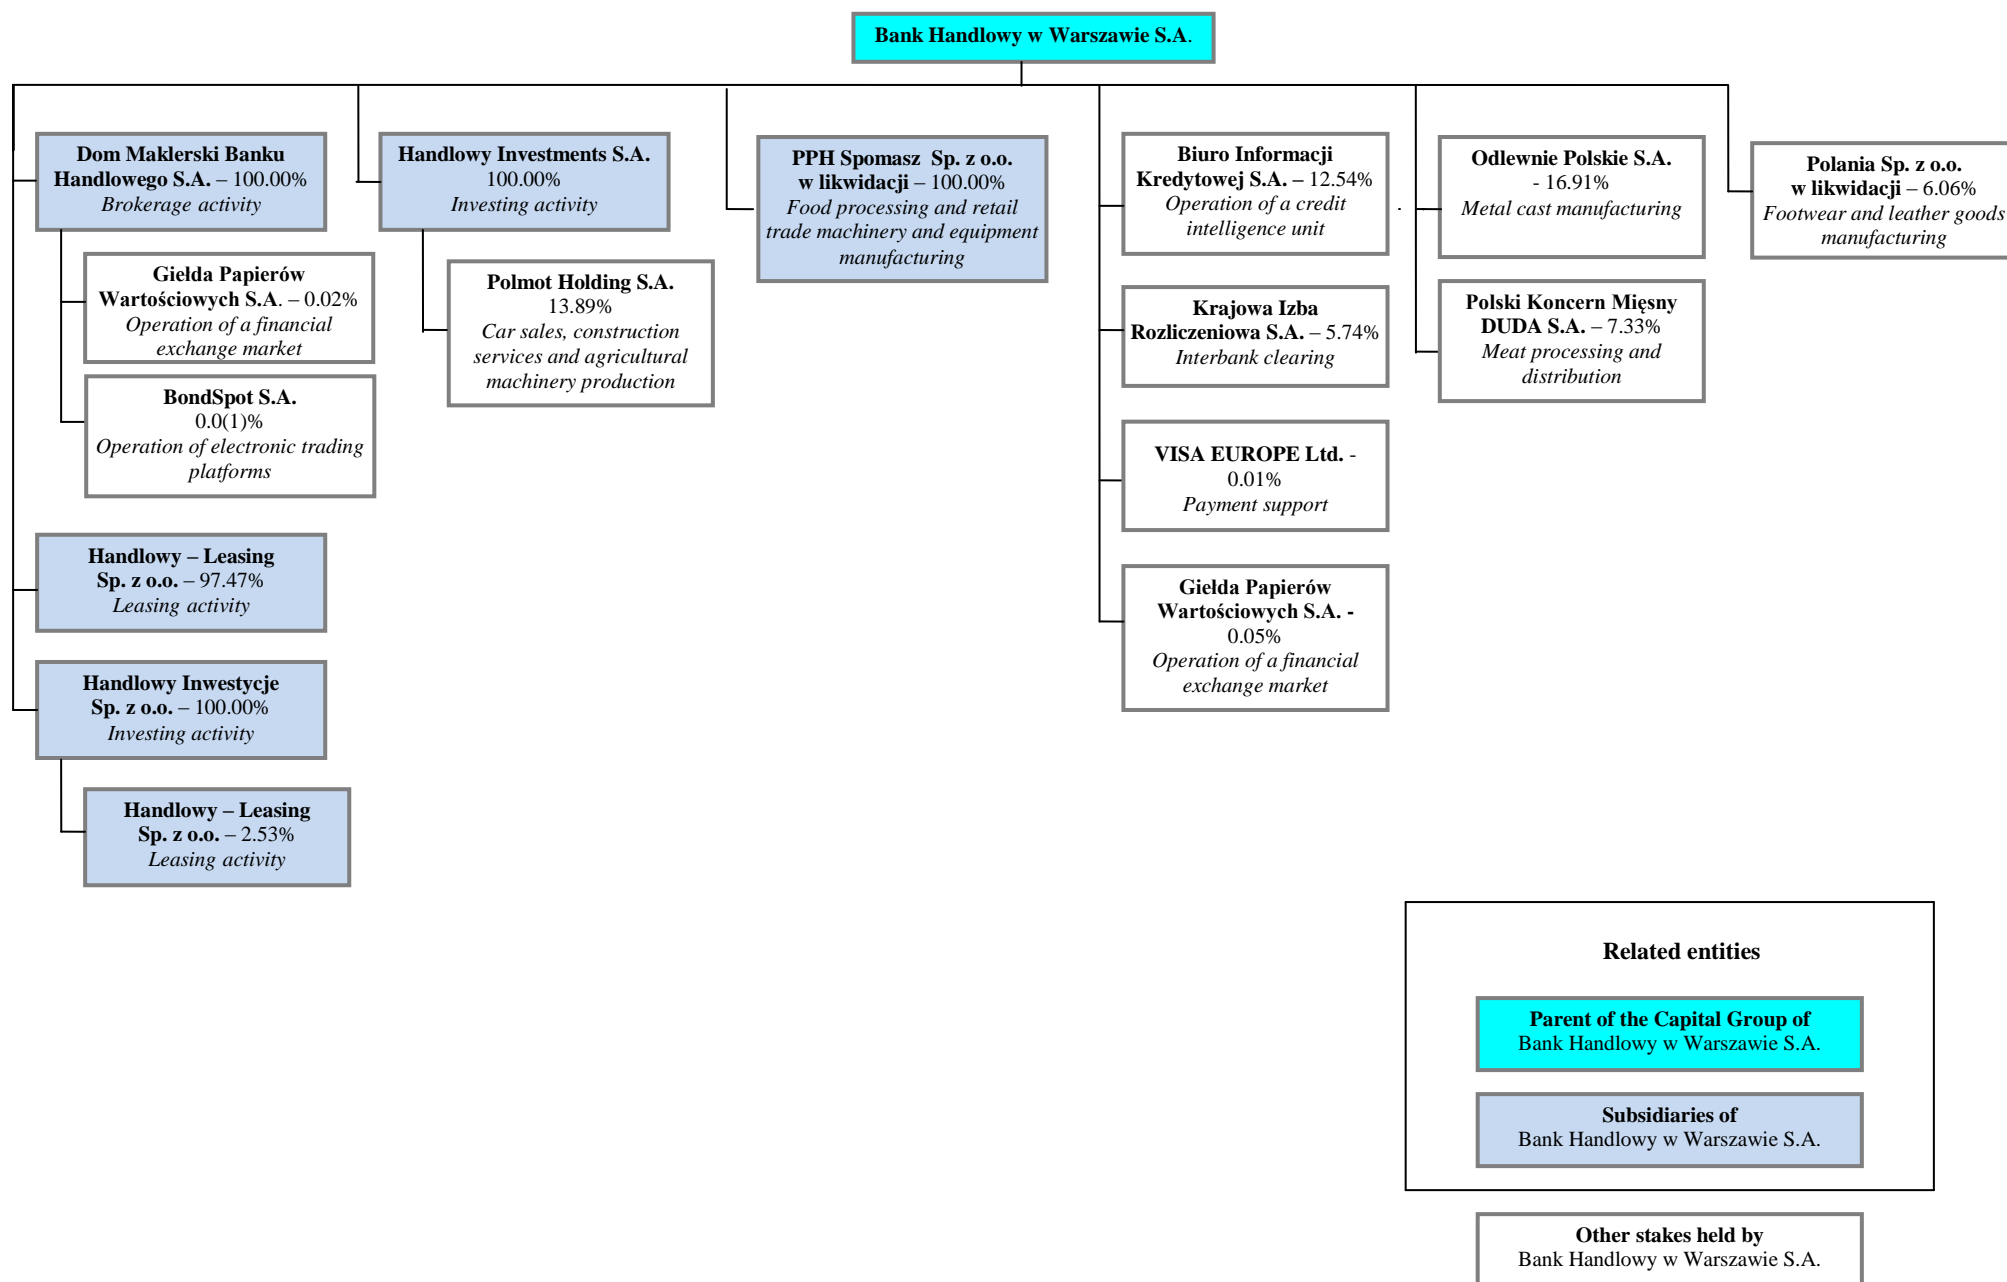 Bank Handlowy w Warszawie S.A.
Dom Maklerski Banku
Handlowego S.A. – 100.00%
Brokerage activity
Giełda Papierów
Wartościowych S.A. – 0.02%
Operation of a financial
exchange market
BondSpot S.A.
0.0(1)%
Operation of electronic trading
platforms
Handlowy – Leasing
Sp. z o.o. – 97.47%
Leasing activity
Handlowy Inwestycje
Sp. z o.o. – 100.00%
Investing activity
Handlowy – Leasing
Sp. z o.o. – 2.53%
Leasing activity
Handlowy Investments S.A.
100.00%
Investing activity
Polmot Holding S.A.
13.89%
Car sales, construction
services and agricultural
machinery production
PPH Spomasz Sp. z o.o.
w likwidacji – 100.00%
Food processing and retail
trade machinery and equipment
manufacturing
Biuro Informacji
Kredytowej S.A. – 12.54%
Operation of a credit
intelligence unit
Krajowa Izba
Rozliczeniowa S.A. – 5.74%
Interbank clearing
VISA EUROPE Ltd. -
0.01%
Payment support
Giełda Papierów
Wartościowych S.A. -
0.05%
Operation of a financial
exchange market
Odlewnie Polskie S.A.
- 16.91%
Metal cast manufacturing
Polski Koncern Mięsny
DUDA S.A. – 7.33%
Meat processing and
distribution
Polania Sp. z o.o.
w likwidacji – 6.06%
Footwear and leather goods
manufacturing
Related entities
Parent of the Capital Group of
Bank Handlowy w Warszawie S.A.
Subsidiaries of
Bank Handlowy w Warszawie S.A.
Other stakes held by
Bank Handlowy w Warszawie S.A.